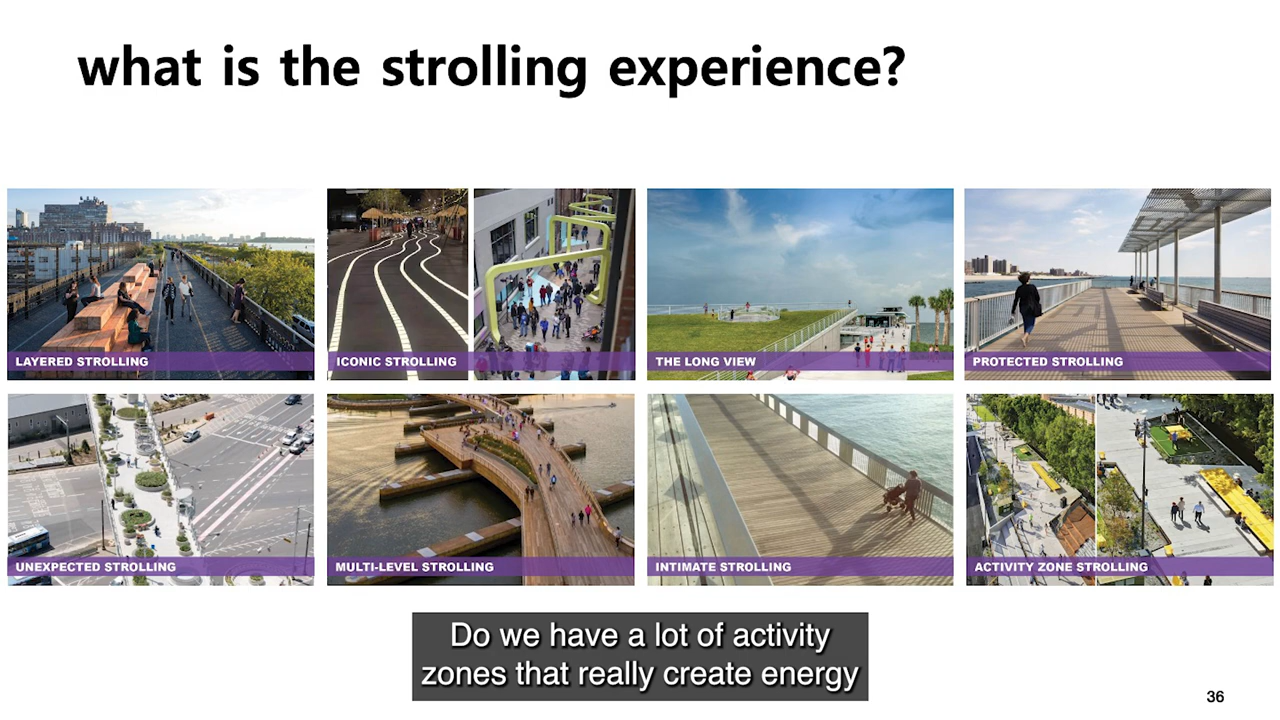 what is the strolling experience?
LAYERED STROLLING
ICONIC STROLLING
THE LONG VIEW
PROTECTED STROLLING
UNEXPECTED STROLLING
MULTI-LEVEL STROLLING
INTIMATE STROLLING
ACTIVITY ZONE STROLLING
Do we have a lot of activity
zones that really create energy
36